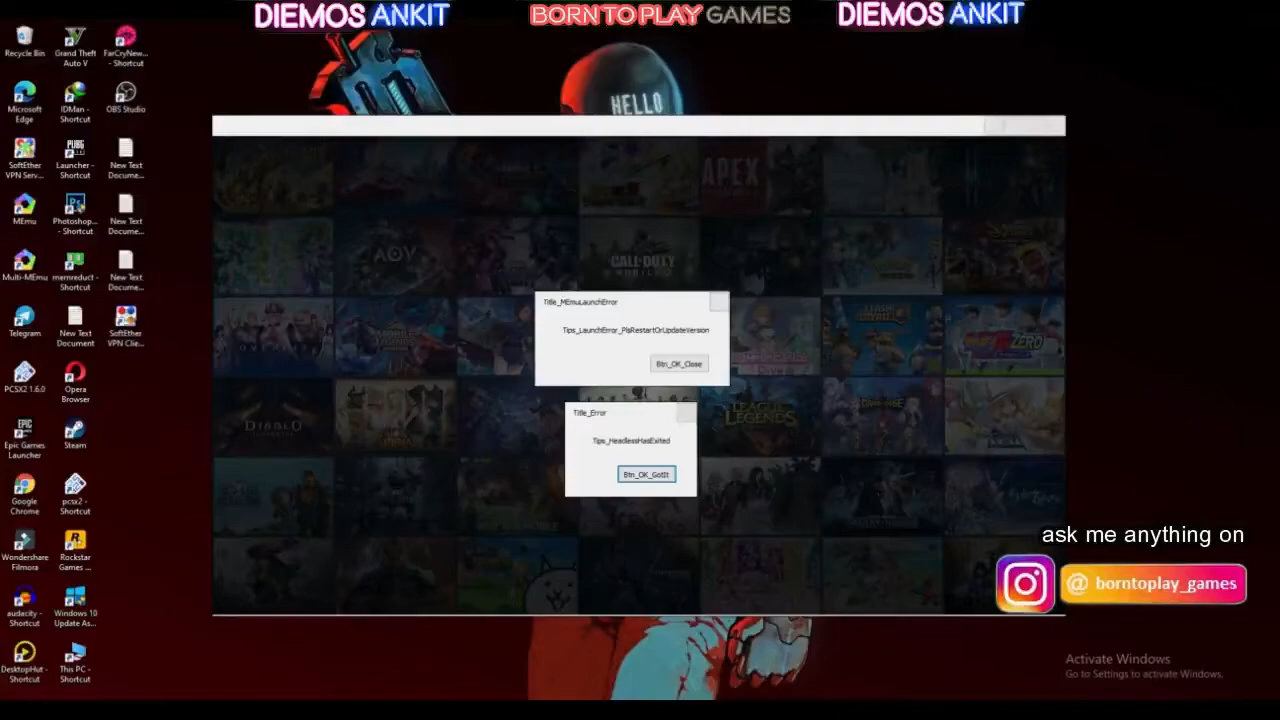 DIEMOS ANKIT
BORN TO PLAY GAMES
DIEMOS ANKIT
Recycle Bin
Grand Theft
Auto V
FarCryNew...
- Shortcut
HELLO
Microsoft
Edge
IDMan -
Shortcut
OBS Studio
SoftEther
VPN Serv...
Launcher -
Shortcut
New Text
Docume...
APEX
MEmu
Photoshop...
- Shortcut
New Text
Docume...
AOV
CALL OF DUTY
MOBILE
Multi-MEmu
memreduct -
Shortcut
New Text
Docume...
Title_MEmuLaunchError
Tips_LaunchError_PlsRestartOrUpdateVersion
Btn_OK_Close
Telegram
New Text
Document
SoftEther
VPN Clie...
PCSX2 1.6.0
Opera
Browser
DIABLO
LEAGUE
LEGENDS
Title_Error
Tips_HeadlessHasExited
Btn_OK_GotIt
Epic Games
Launcher
Steam
Google
Chrome
pcsx2 -
Shortcut
Wondershare
Filmora
Rockstar
Games ...
ask me anything on
@ borntoplay_games
audacity -
Shortcut
Windows 10
Update As...
DesktopHut -
Shortcut
This PC -
Shortcut
Activate Windows
Go to Settings to activate Windows.